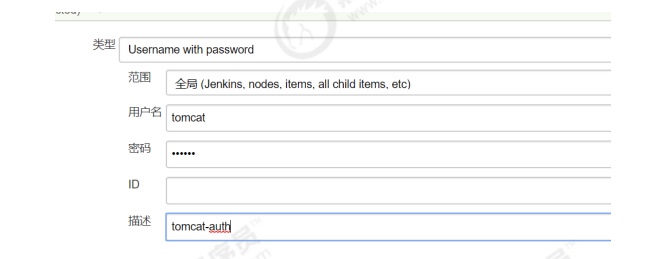 类型 Username with password
范围 全局 (Jenkins, nodes, items, all child items, etc)
用户名 tomcat
密码 ••••••
ID
描述 tomcat-auth